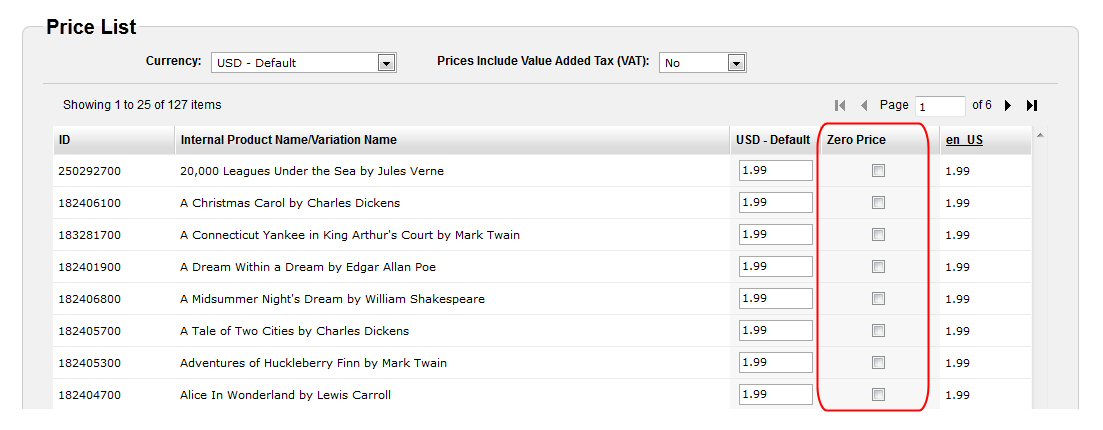 Price List
Currency: USD - Default Prices Include Value Added Tax (VAT): No
Showing 1 to 25 of 127 items Page 1 of 6
ID Internal Product Name/Variation Name USD - Default Zero Price en_US
250292700 20,000 Leagues Under the Sea by Jules Verne 1.99 1.99
182406100 A Christmas Carol by Charles Dickens 1.99 1.99
183281700 A Connecticut Yankee in King Arthur's Court by Mark Twain 1.99 1.99
182401900 A Dream Within a Dream by Edgar Allan Poe 1.99 1.99
182406800 A Midsummer Night's Dream by William Shakespeare 1.99 1.99
182405700 A Tale of Two Cities by Charles Dickens 1.99 1.99
182405300 Adventures of Huckleberry Finn by Mark Twain 1.99 1.99
182404700 Alice In Wonderland by Lewis Carroll 1.99 1.99